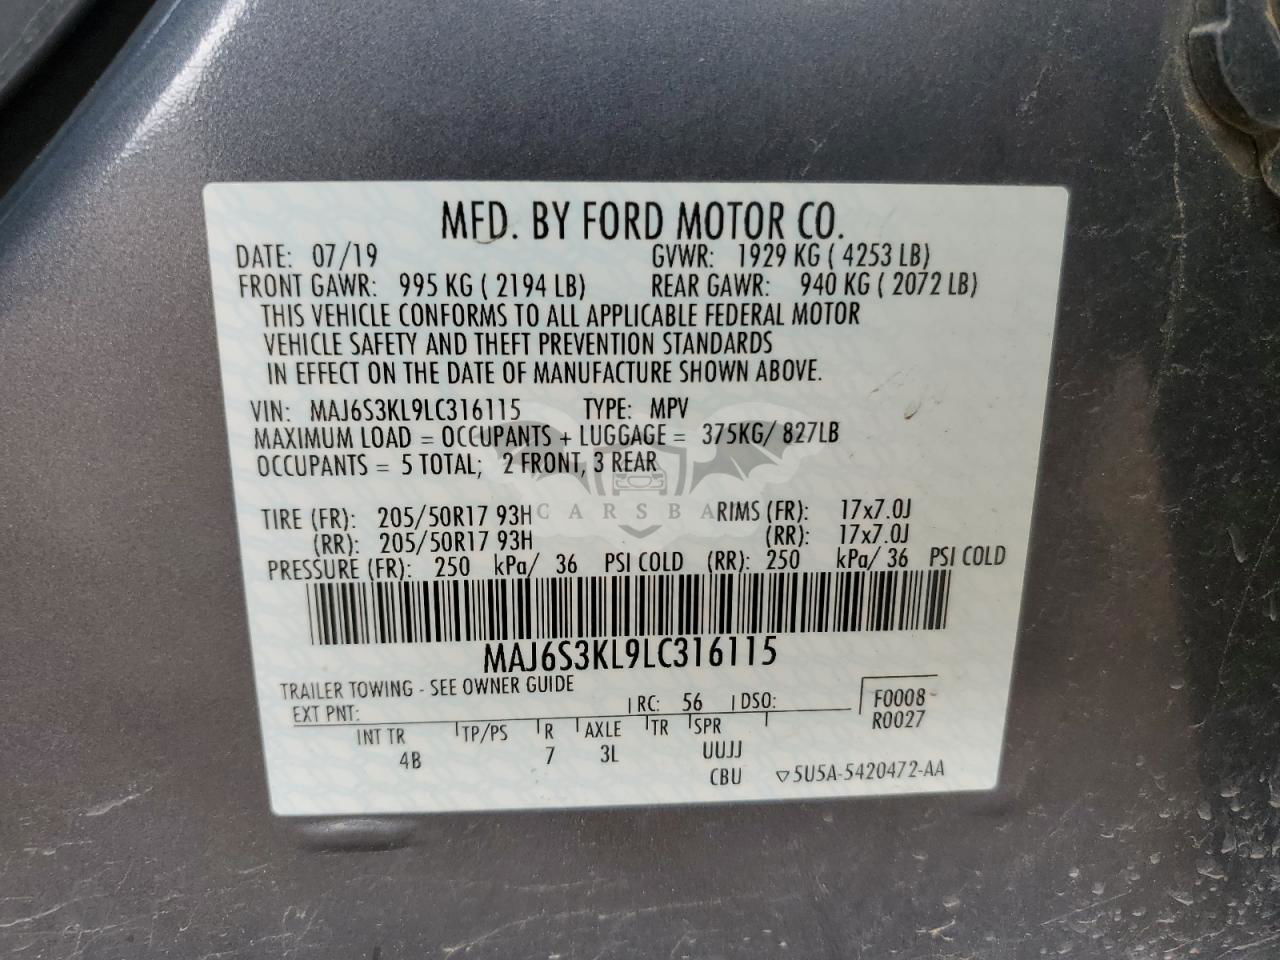 MFD. BY FORD MOTOR CO.
DATE: 07/19 GVWR: 1929 KG ( 4253 LB)
FRONT GAWR: 995 KG ( 2194 LB) REAR GAWR: 940 KG ( 2072 LB)
THIS VEHICLE CONFORMS TO ALL APPLICABLE FEDERAL MOTOR
VEHICLE SAFETY AND THEFT PREVENTION STANDARDS
IN EFFECT ON THE DATE OF MANUFACTURE SHOWN ABOVE.
VIN: MAJ6S3KL9LC316115 TYPE: MPV
MAXIMUM LOAD = OCCUPANTS + LUGGAGE = 375KG/ 827LB
OCCUPANTS = 5 TOTAL; 2 FRONT, 3 REAR
CARSBA
TIRE (FR): 205/50R17 93H RIMS (FR): 17x7.0J
(RR): 205/50R17 93H (RR): 17x7.0J
PRESSURE (FR): 250 kPa/ 36 PSI COLD (RR): 250 kPa/ 36 PSI COLD
MAJ6S3KL9LC316115
TRAILER TOWING - SEE OWNER GUIDE
EXT PNT: RC: 56 DSO: F0008
R0027
INT TR TP/PS R AXLE TR SPR
4B 7 3L UUJJ
CBU ▽5U5A-5420472-AA